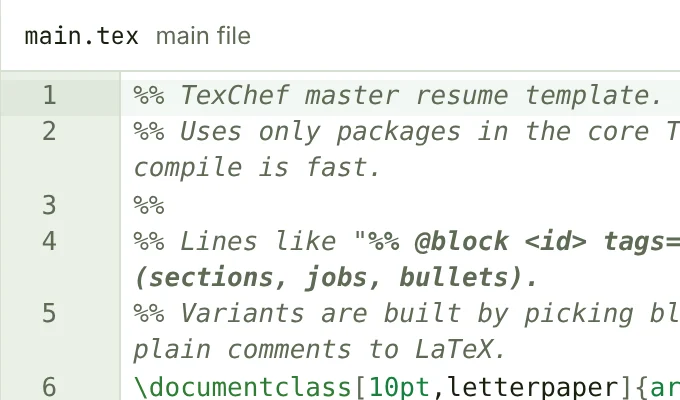 main.tex main file
1 %% TexChef master resume template.
2 %% Uses only packages in the core T
compile is fast.
3 %%
4 %% Lines like "%% @block <id> tags=
(sections, jobs, bullets).
5 %% Variants are built by picking bl
plain comments to LaTeX.
6 \documentclass[10pt,letterpaper]{ar